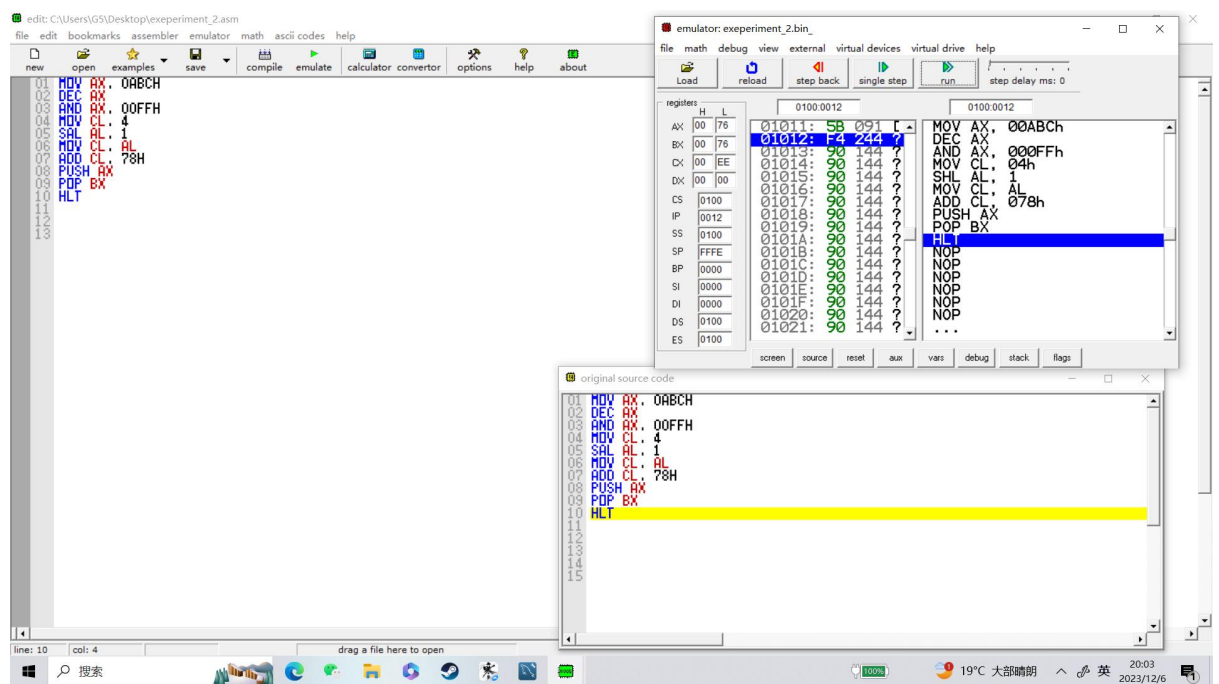 edit: C:\Users\G5\Desktop\exeperiment_2.asm
file edit bookmarks assembler emulator math ascii codes help
new open examples save compile emulate calculator convertor options help about
01 MOV AX, 0ABCH
02 DEC AX
03 AND AX, 00FFH
04 MOV CL, 4
05 SAL AL, 1
06 MOV CL, AL
07 ADD CL, 78H
08 PUSH AX
09 POP BX
10 HLT
11
12
13
line: 10 col: 4 drag a file here to open
emulator: exeperiment_2.bin_
file math debug view external virtual devices virtual drive help
Load reload step back single step run step delay ms: 0
registers
H L
AX 00 76
BX 00 76
CX 00 EE
DX 00 00
CS 0100
IP 0012
SS 0100
SP FFFE
BP 0000
SI 0000
DI 0000
DS 0100
ES 0100
0100:0012
01011: 5B 091 [
01012: F4 244 ?
01013: 90 144 ?
01014: 90 144 ?
01015: 90 144 ?
01016: 90 144 ?
01017: 90 144 ?
01018: 90 144 ?
01019: 90 144 ?
0101A: 90 144 ?
0101B: 90 144 ?
0101C: 90 144 ?
0101D: 90 144 ?
0101E: 90 144 ?
0101F: 90 144 ?
01020: 90 144 ?
01021: 90 144 ?
0100:0012
MOV AX, 00ABCh
DEC AX
AND AX, 000FFh
MOV CL, 04h
SHL AL, 1
MOV CL, AL
ADD CL, 078h
PUSH AX
POP BX
HLT
NOP
NOP
NOP
NOP
NOP
NOP
...
screen source reset aux vars debug stack flags
original source code
01 MOV AX, 0ABCH
02 DEC AX
03 AND AX, 00FFH
04 MOV CL, 4
05 SAL AL, 1
06 MOV CL, AL
07 ADD CL, 78H
08 PUSH AX
09 POP BX
10 HLT
11
12
13
14
15
搜索
100%
19°C 大部晴朗
英
20:03
2023/12/6